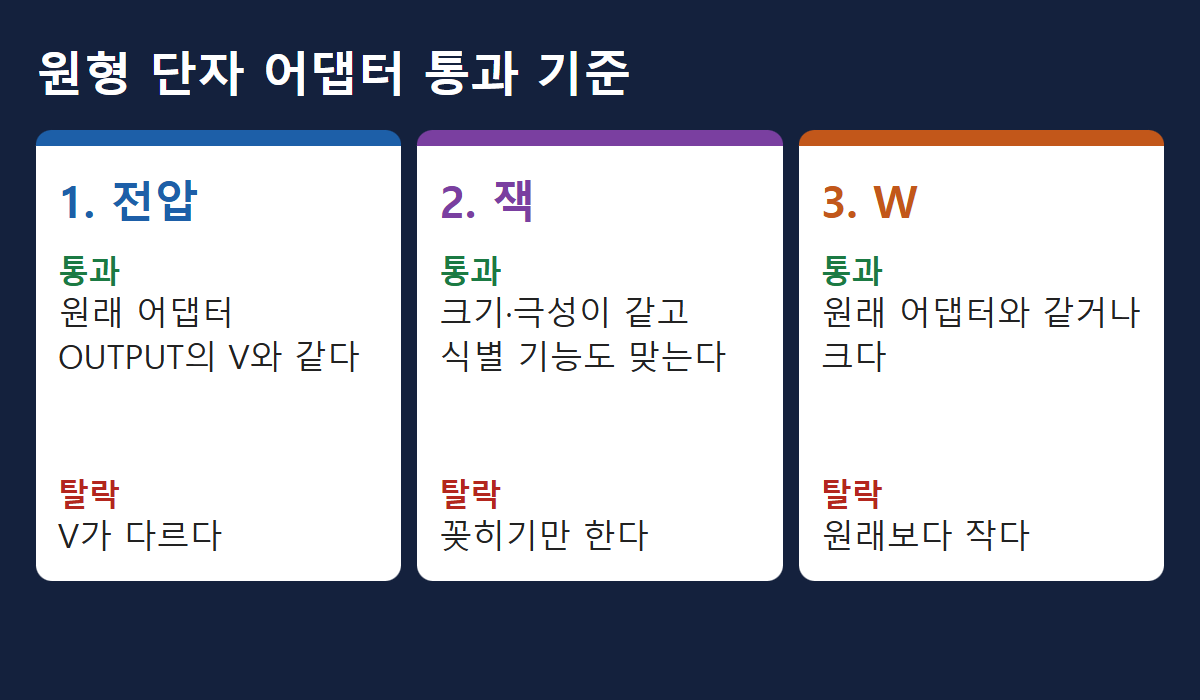 원형 단자 어댑터 통과 기준
1. 전압
통과
원래 어댑터
OUTPUT의 V와 같다
탈락
V가 다르다
2. 잭
통과
크기·극성이 같고
식별 기능도 맞는다
탈락
꽂히기만 한다
3. W
통과
원래 어댑터와 같거나
크다
탈락
원래보다 작다